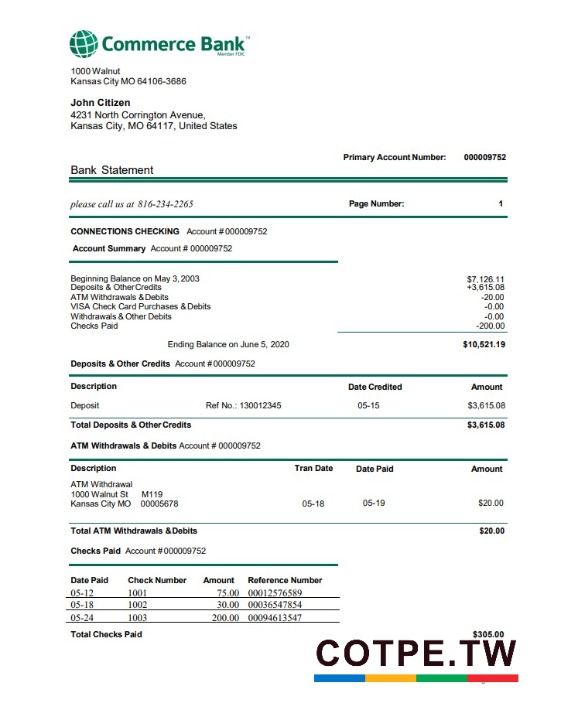 Commerce Bank
Member FDIC
1000 Walnut
Kansas City MO 64106-3686
John Citizen
4231 North Corrington Avenue,
Kansas City, MO 64117, United States
Primary Account Number: 000009752
Bank Statement
please call us at 816-234-2265 Page Number: 1
CONNECTIONS CHECKING Account # 000009752
Account Summary Account # 000009752
Beginning Balance on May 3, 2003 $7,126.11
Deposits & Other Credits +3,615.08
ATM Withdrawals & Debits -20.00
VISA Check Card Purchases & Debits -0.00
Withdrawals & Other Debits -0.00
Checks Paid -200.00
Ending Balance on June 5, 2020 $10,521.19
Deposits & Other Credits Account # 000009752
Description Date Credited Amount
Deposit Ref No.: 130012345 05-15 $3,615.08
Total Deposits & Other Credits $3,615.08
ATM Withdrawals & Debits Account # 000009752
Description Tran Date Date Paid Amount
ATM Withdrawal
1000 Walnut St M119
Kansas City MO 00005678 05-18 05-19 $20.00
Total ATM Withdrawals & Debits $20.00
Checks Paid Account # 000009752
Date Paid Check Number Amount Reference Number
05-12 1001 75.00 00012576589
05-18 1002 30.00 00036547854
05-24 1003 200.00 00094613547
Total Checks Paid $305.00
COTPE.TW